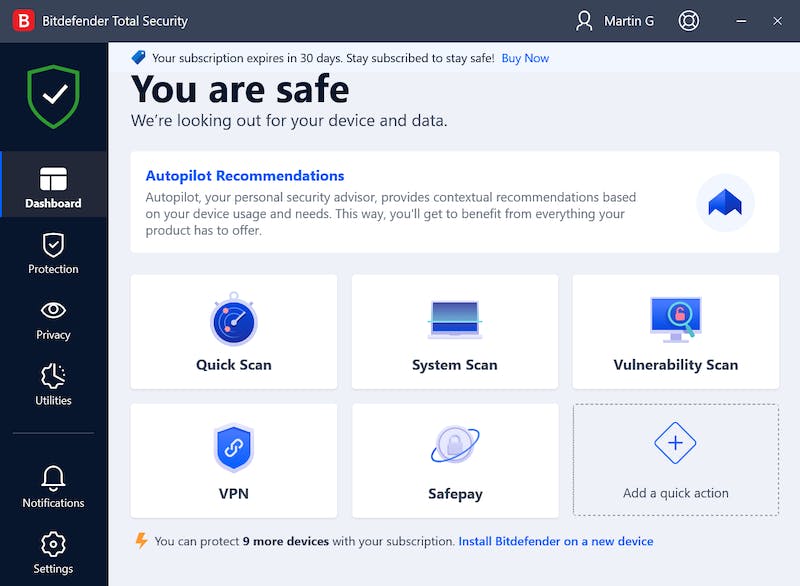 B Bitdefender Total Security
Martin G
Your subscription expires in 30 days. Stay subscribed to stay safe! Buy Now
You are safe
We’re looking out for your device and data.
Autopilot Recommendations
Autopilot, your personal security advisor, provides contextual recommendations based
on your device usage and needs. This way, you'll get to benefit from everything your
product has to offer.
Dashboard
Protection
Privacy
Utilities
Notifications
Settings
Quick Scan
System Scan
Vulnerability Scan
VPN
Safepay
Add a quick action
You can protect 9 more devices with your subscription. Install Bitdefender on a new device